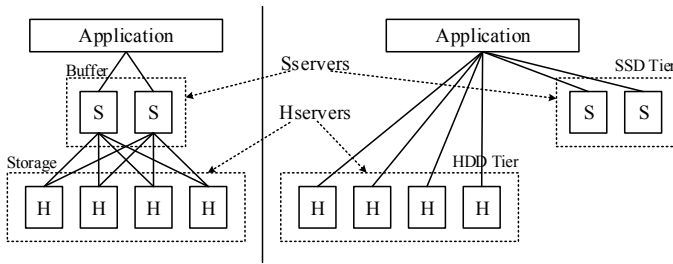 Application
Application
Buffer
Sservers
SSD Tier
S
S
S
S
Hservers
Storage
HDD Tier
H
H
H
H
H
H
H
H